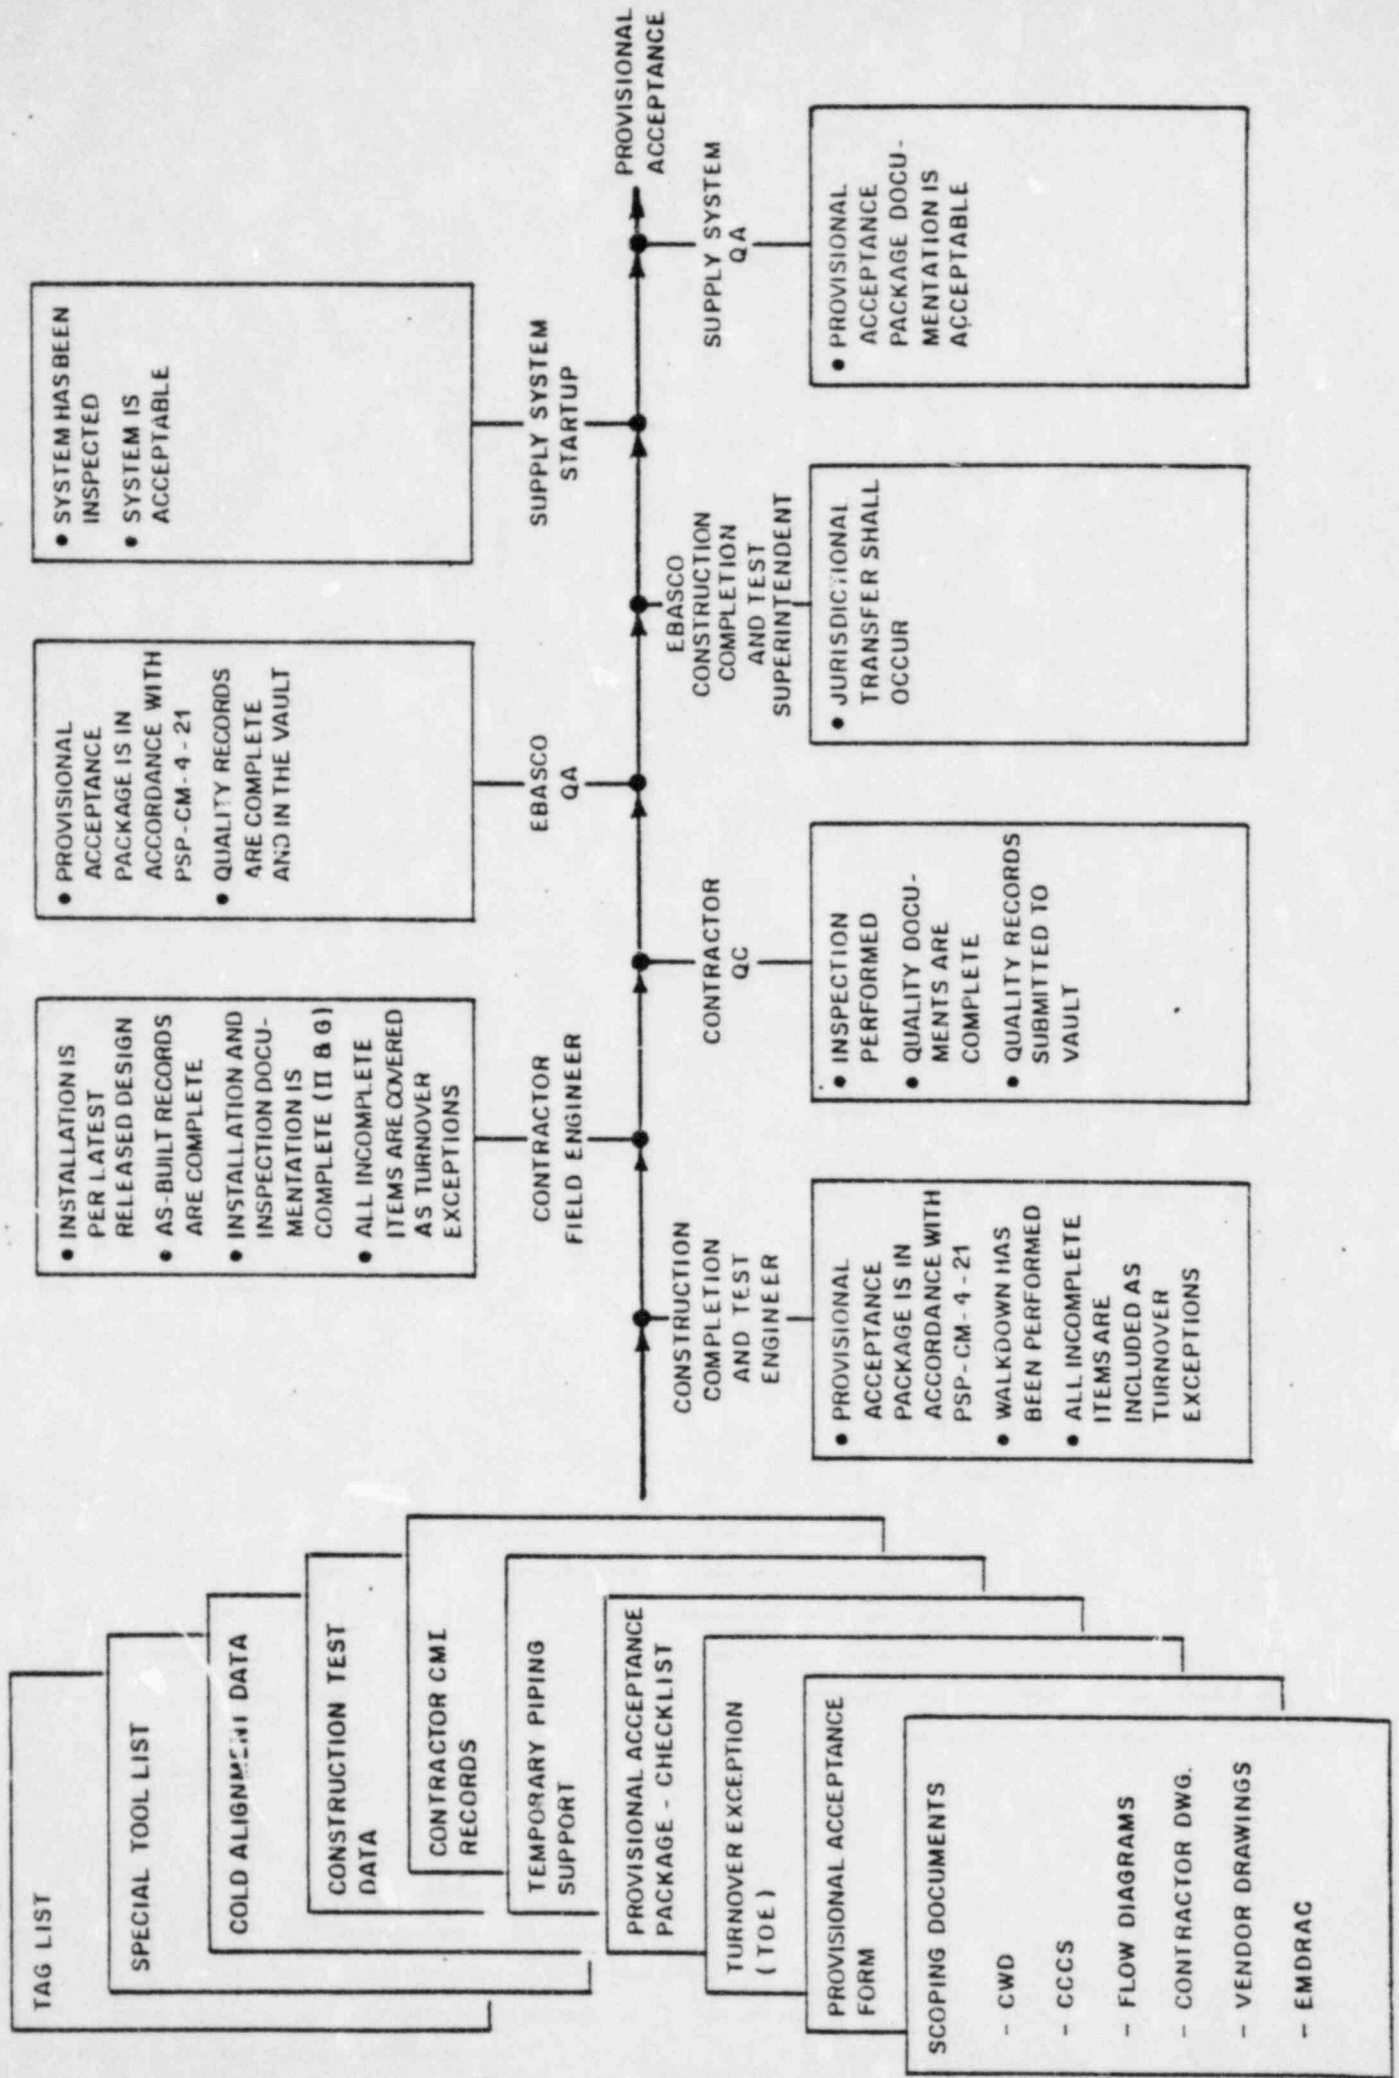 TAG LIST
SPECIAL TOOL LIST
COLD ALIGNMENT DATA
CONSTRUCTION TEST
DATA
CONTRACTOR CMI
RECORDS
TEMPORARY PIPING
SUPPORT
PROVISIONAL ACCEPTANCE
PACKAGE - CHECKLIST
TURNOVER EXCEPTION
(TOE)
PROVISIONAL ACCEPTANCE
FORM
SCOPING DOCUMENTS
- CWD
- CCCS
- FLOW DIAGRAMS
- CONTRACTOR DWG.
- VENDOR DRAWINGS
- EMDRAC
CONSTRUCTION
COMPLETION
AND TEST
ENGINEER
• PROVISIONAL
ACCEPTANCE
PACKAGE IS IN
ACCORDANCE WITH
PSP-CM-4-21
• WALKDOWN HAS
BEEN PERFORMED
• ALL INCOMPLETE
ITEMS ARE
INCLUDED AS
TURNOVER
EXCEPTIONS
• INSTALLATION IS
PER LATEST
RELEASED DESIGN
• AS-BUILT RECORDS
ARE COMPLETE
• INSTALLATION AND
INSPECTION DOCU-
MENTATION IS
COMPLETE (II & G)
• ALL INCOMPLETE
ITEMS ARE COVERED
AS TURNOVER
EXCEPTIONS
CONTRACTOR
FIELD ENGINEER
CONTRACTOR
QC
• INSPECTION
PERFORMED
• QUALITY DOCU-
MENTS ARE
COMPLETE
• QUALITY RECORDS
SUBMITTED TO
VAULT
• PROVISIONAL
ACCEPTANCE
PACKAGE IS IN
ACCORDANCE WITH
PSP-CM-4-21
• QUALITY RECORDS
ARE COMPLETE
AND IN THE VAULT
EBASCO
QA
EBASCO
CONSTRUCTION
COMPLETION
AND TEST
SUPERINTENDENT
• JURISDICTIONAL
TRANSFER SHALL
OCCUR
• SYSTEM HAS BEEN
INSPECTED
• SYSTEM IS
ACCEPTABLE
SUPPLY SYSTEM
STARTUP
SUPPLY SYSTEM
QA
• PROVISIONAL
ACCEPTANCE
PACKAGE DOCU-
MENTATION IS
ACCEPTABLE
PROVISIONAL
ACCEPTANCE